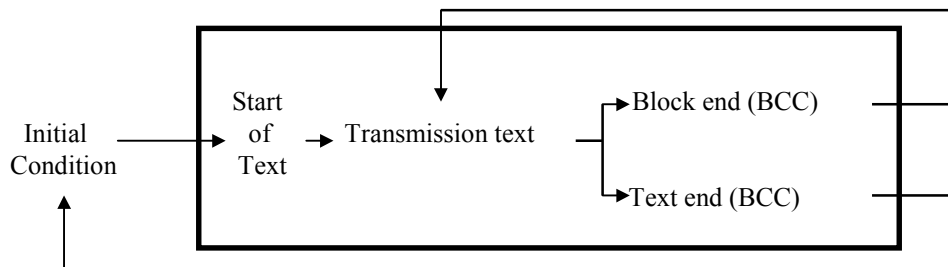 Initial
Condition
Start
of
Text
Transmission text
Block end (BCC)
Text end (BCC)